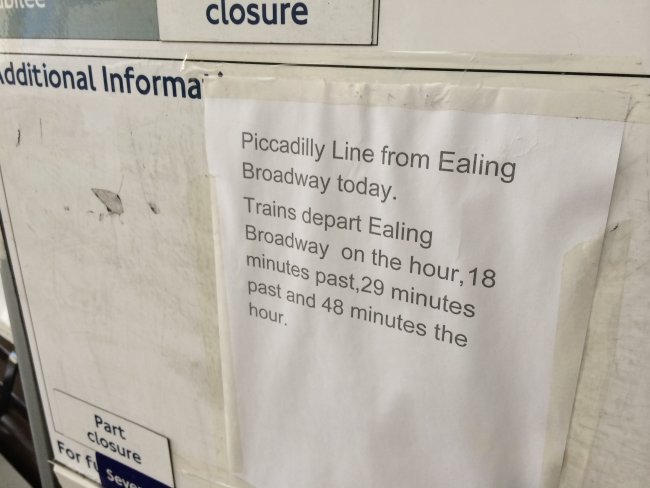 closure
Additional Informa
Piccadilly Line from Ealing
Broadway today.
Trains depart Ealing
Broadway  on the hour,18
minutes past,29 minutes
past and 48 minutes the
hour.
Part
closure
For